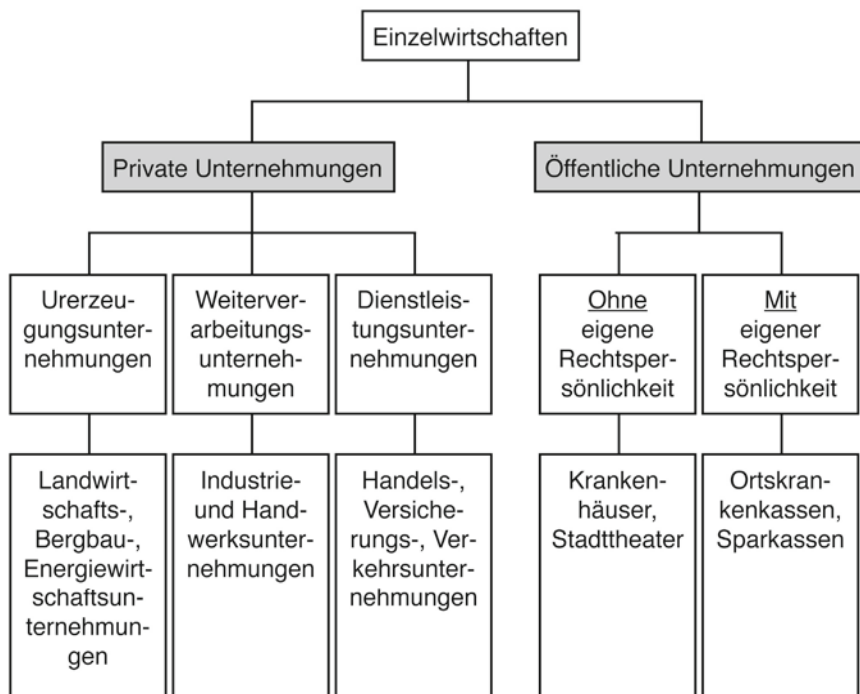 Einzelwirtschaften
Private Unternehmungen
Öffentliche Unternehmungen
Urerzeu-
gungsunter-
nehmungen
Weiterver-
arbeitungs-
unterneh-
mungen
Dienstleis-
tungsunter-
nehmungen
Ohne
eigene
Rechtsper-
sönlichkeit
Mit
eigener
Rechtsper-
sönlichkeit
Landwirt-
schafts-,
Bergbau-,
Energiewirt-
schaftsun-
ternehmun-
gen
Industrie-
und Hand-
werksunter-
nehmungen
Handels-,
Versiche-
rungs-, Ver-
kehrsunter-
nehmungen
Kranken-
häuser,
Stadttheater
Ortskran-
kenkassen,
Sparkassen